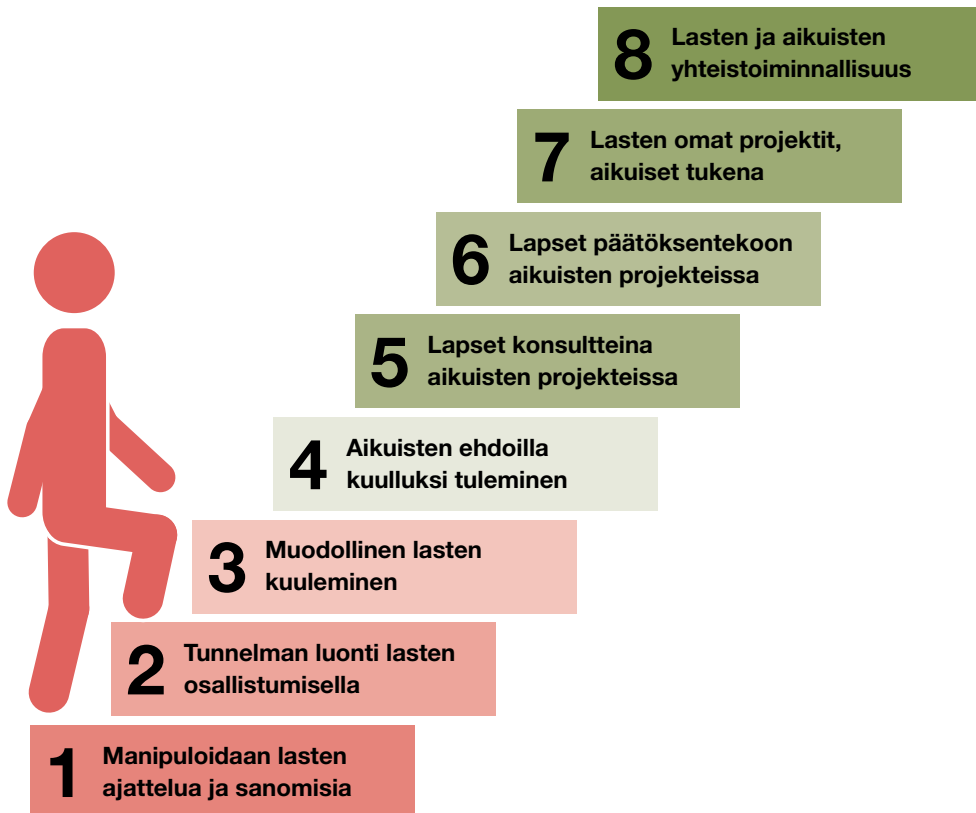 8 Lasten ja aikuisten
yhteistoiminnallisuus
7 Lasten omat projektit,
aikuiset tukena
6 Lapset päätöksentekoon
aikuisten projekteissa
5 Lapset konsultteina
aikuisten projekteissa
4 Aikuisten ehdoilla
kuulluksi tuleminen
3 Muodollinen lasten
kuuleminen
2 Tunnelman luonti lasten
osallistumisella
1 Manipuloidaan lasten
ajattelua ja sanomisia